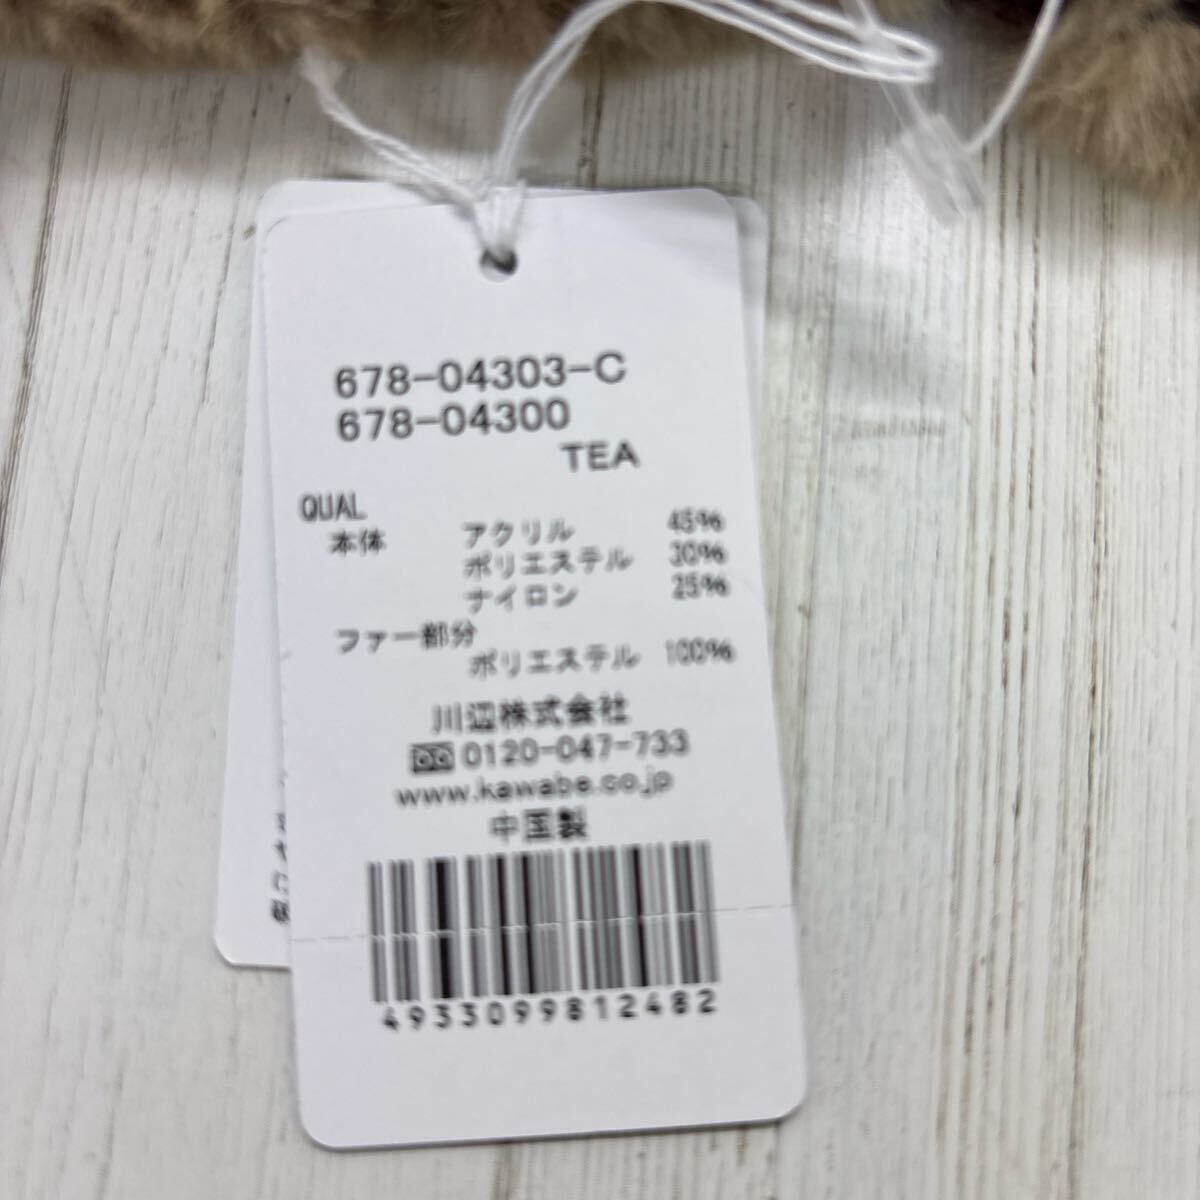 678-04303-C
678-04300
TEA
QUAL
本体 アクリル 45%
ポリエステル 30%
ナイロン 25%
ファー部分
ポリエステル 100%
川辺株式会社
0120-047-733
www.kawabe.co.jp
中国製
4933099812482